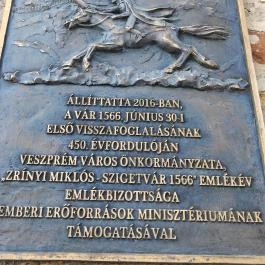 ÁLLÍTTATTA 2016-BAN,
A VÁR 1566. JÚNIUS 30-I
ELSŐ VISSZAFOGLALÁSÁNAK
450. ÉVFORDULÓJÁN
VESZPRÉM VÁROS ÖNKORMÁNYZATA,
„ZRÍNYI MIKLÓS - SZIGETVÁR 1566” EMLÉKÉV
EMLÉKBIZOTTSÁGA
EMBERI ERŐFORRÁSOK MINISZTÉRIUMÁNAK
TÁMOGATÁSÁVAL